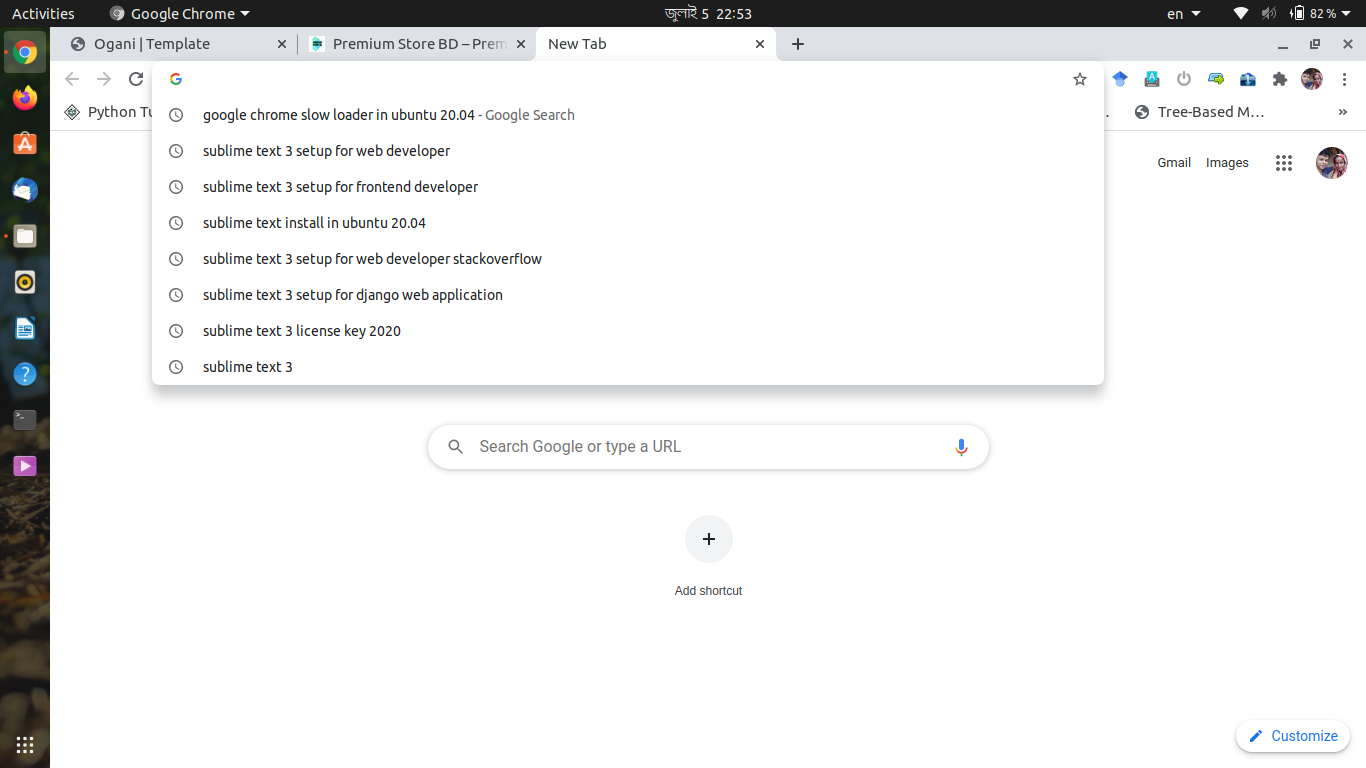 Activities
Google Chrome
জুলাই 5 22:53
en
82 %
Ogani | Template
Premium Store BD – Prem
New Tab
Python Tu
.
Tree-Based M…
»
google chrome slow loader in ubuntu 20.04 - Google Search
sublime text 3 setup for web developer
sublime text 3 setup for frontend developer
sublime text install in ubuntu 20.04
sublime text 3 setup for web developer stackoverflow
sublime text 3 setup for django web application
sublime text 3 license key 2020
sublime text 3
Gmail
Images
Search Google or type a URL
Add shortcut
Customize